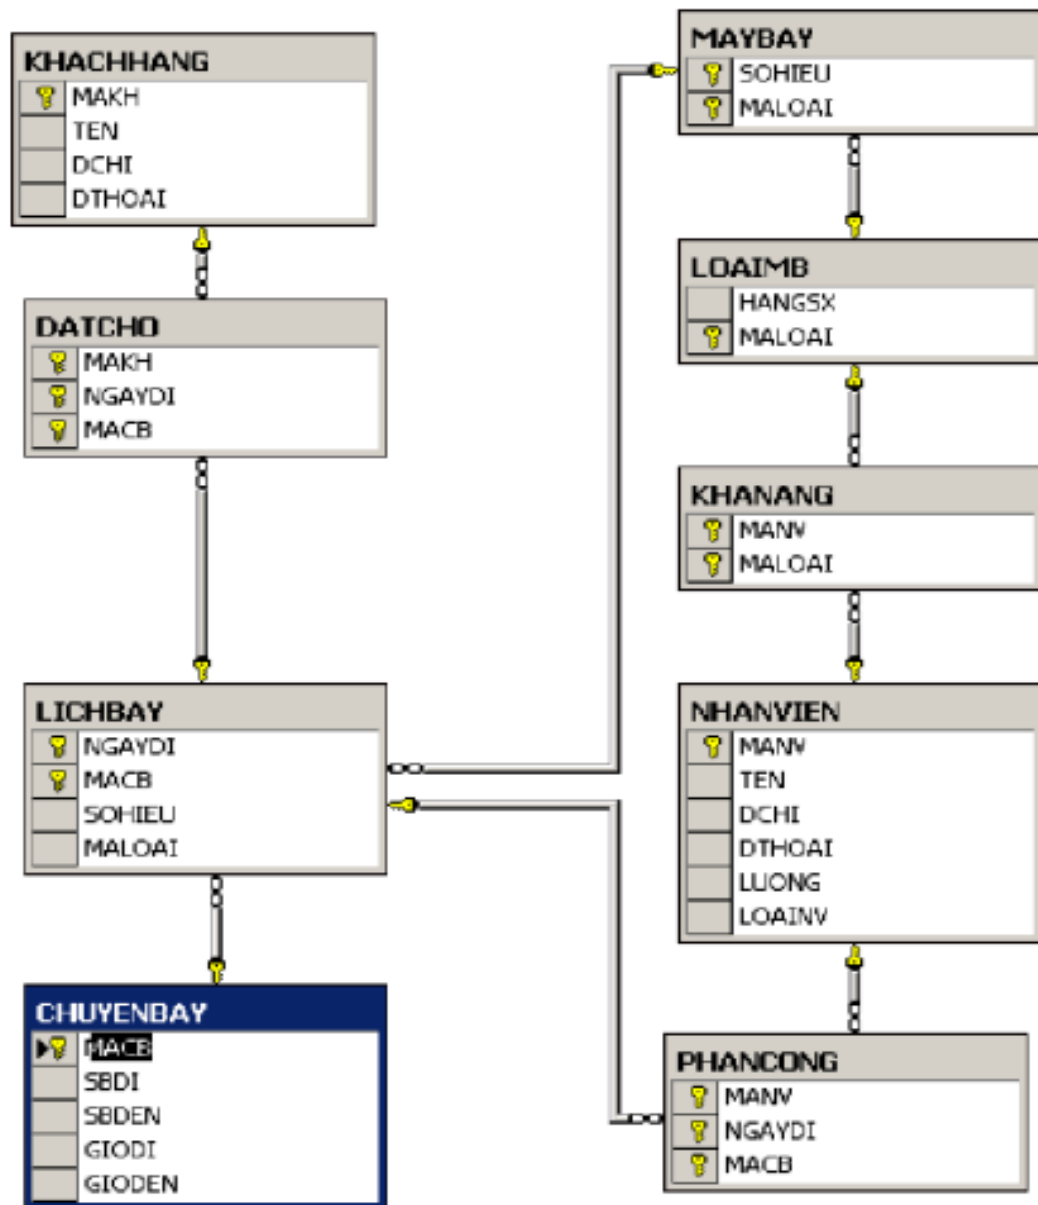 KHACHHANG
MAKH
TEN
DCHI
DTHOAI
DATCHO
MAKH
NGAYDI
MACB
LICHBAY
NGAYDI
MACB
SOHIEU
MALOAI
CHUYENBAY
MACB
SBDI
SBDEN
GIODI
GIODEN
MAYBAY
SOHIEU
MALOAI
LOAIMB
HANGSX
MALOAI
KHANANG
MANV
MALOAI
NHANVIEN
MANV
TEN
DCHI
DTHOAI
LUONG
LOAINV
PHANCONG
MANV
NGAYDI
MACB